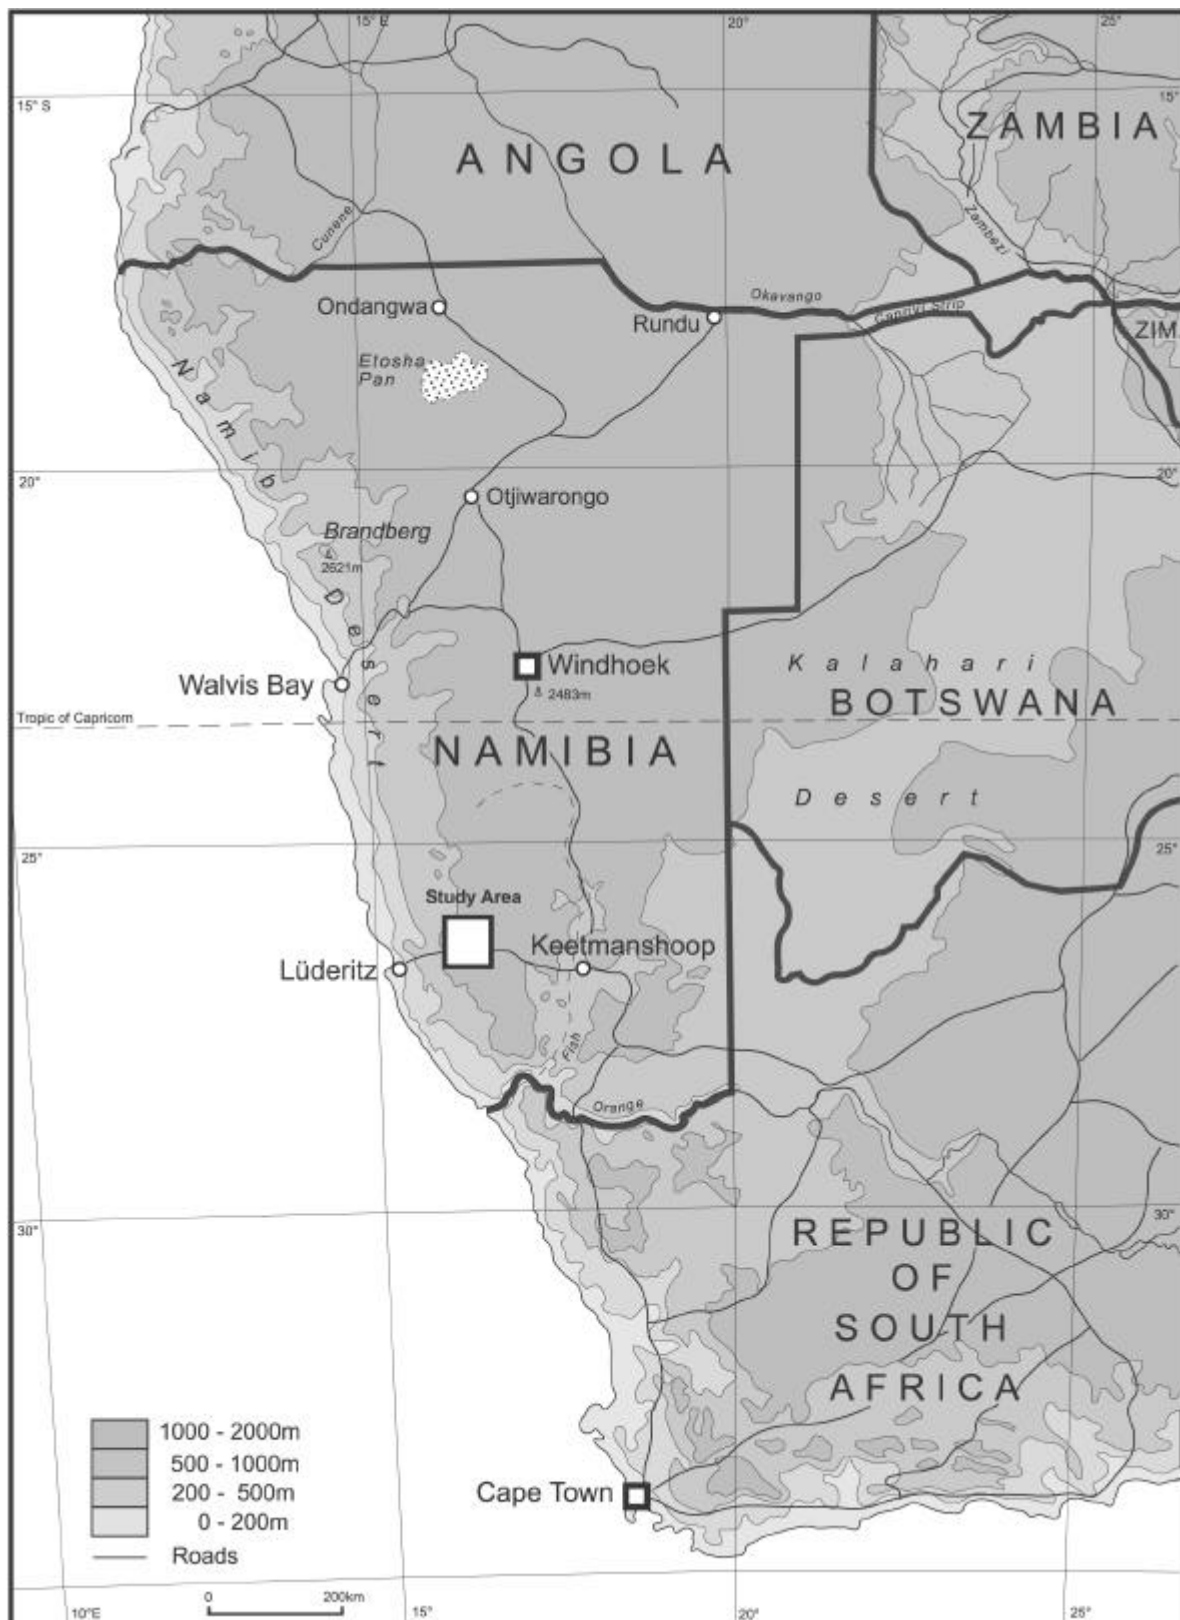 15° E
20°
25°
15° S
15°
ZAMBIA
ANGOLA
Cunene
Zambezi
Okavango
Caprivi Strip
Ondangwa
Rundu
ZIM.
Etosha
Pan
Namib
20°
20°
Otjiwarongo
Brandberg
2621m
Desert
Windhoek
2483m
Kalahari
Walvis Bay
BOTSWANA
Tropic of Capricorn
NAMIBIA
Desert
25°
25°
Study Area
Keetmanshoop
Lüderitz
Fish
Orange
30°
30°
REPUBLIC
OF
SOUTH
AFRICA
1000 - 2000m
500 - 1000m
200 - 500m
0 - 200m
Roads
Cape Town
0 200km
10°E
15°
20°
25°